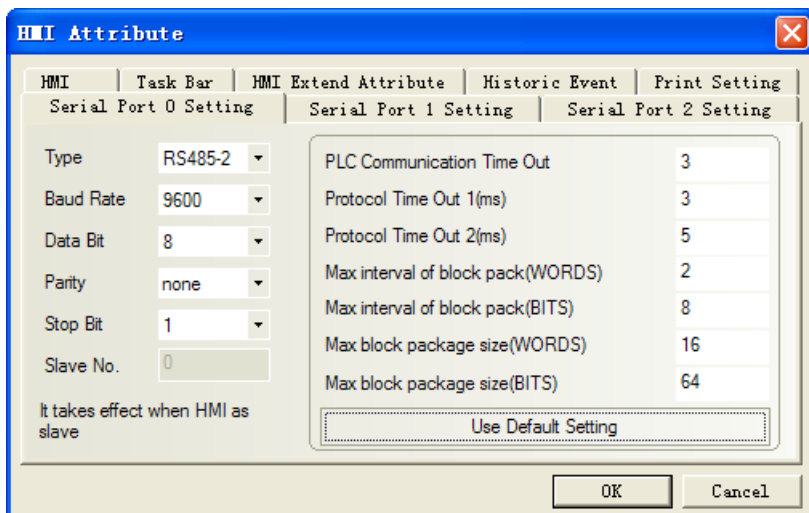 HMI Attribute
HMI
Task Bar
HMI Extend Attribute
Historic Event
Print Setting
Serial Port 0 Setting
Serial Port 1 Setting
Serial Port 2 Setting
Type RS485-2
Baud Rate 9600
Data Bit 8
Parity none
Stop Bit 1
Slave No. 0
It takes effect when HMI as
slave
PLC Communication Time Out 3
Protocol Time Out 1(ms) 3
Protocol Time Out 2(ms) 5
Max interval of block pack(WORDS) 2
Max interval of block pack(BITS) 8
Max block package size(WORDS) 16
Max block package size(BITS) 64
Use Default Setting
OK
Cancel